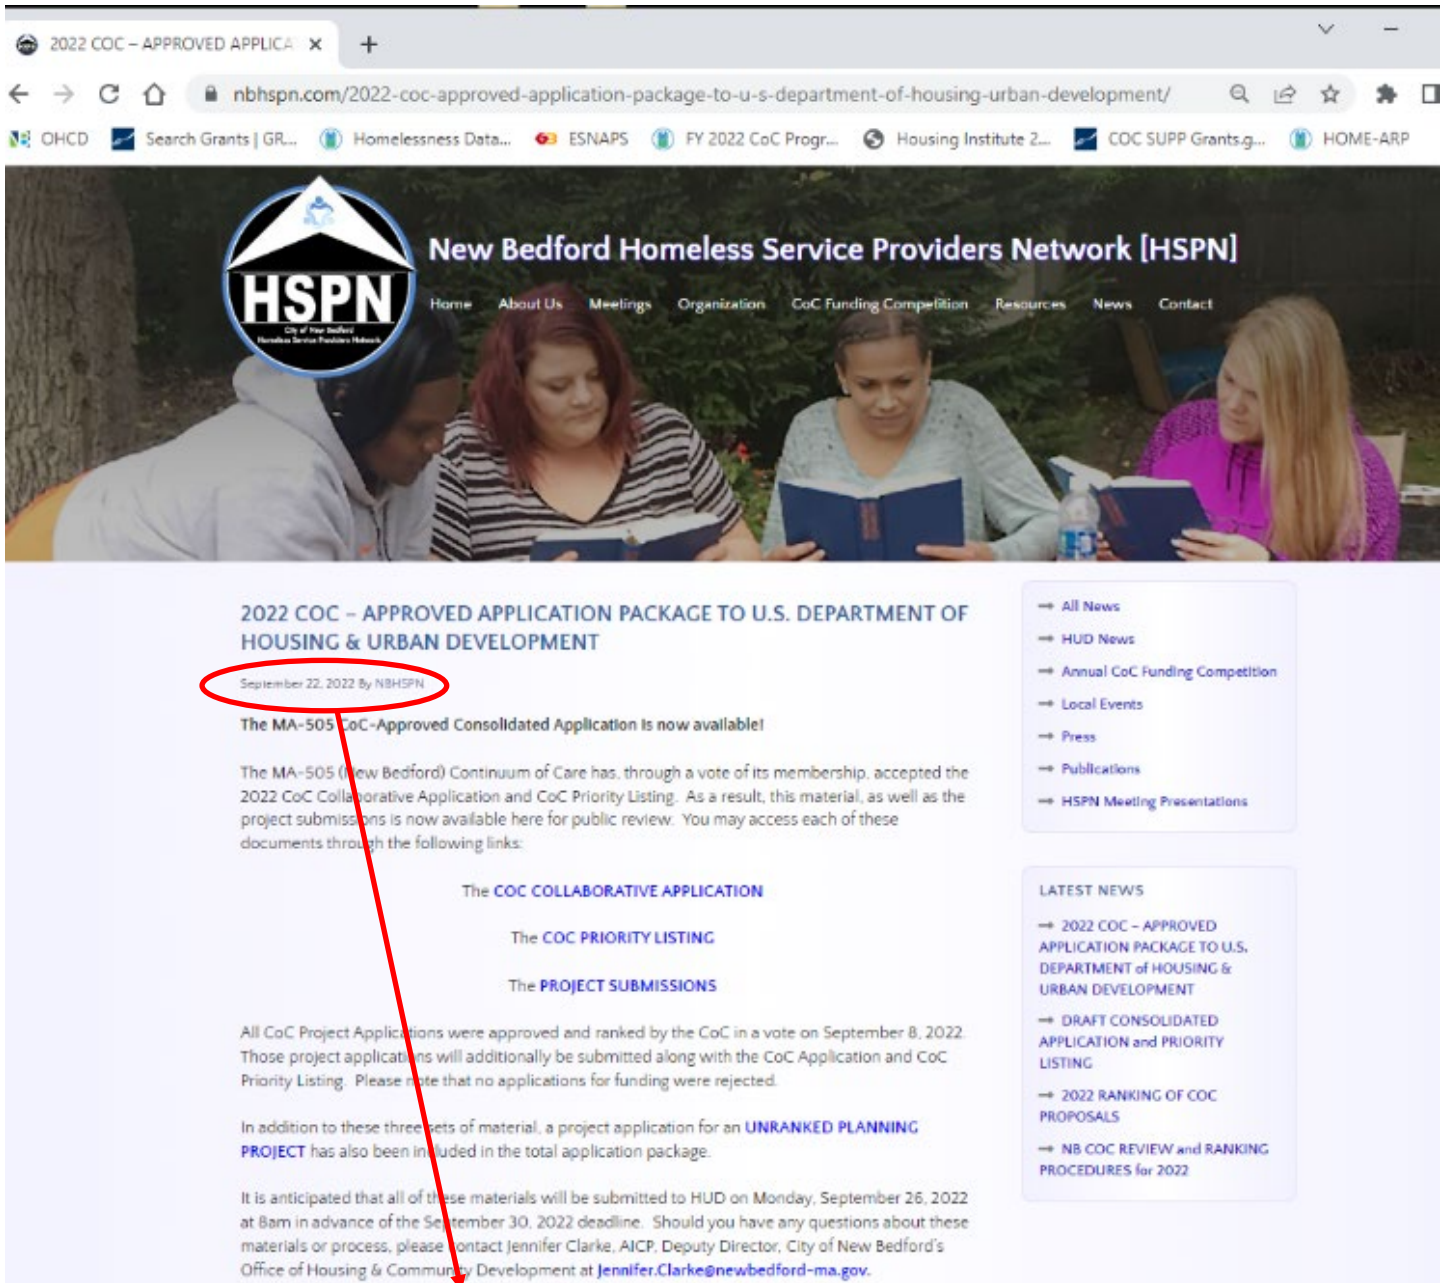 2022 COC – APPROVED APPLICA
nbhspn.com/2022-coc-approved-application-package-to-u-s-department-of-housing-urban-development/
OHCD Search Grants | GR... Homelessness Data... ESNAPS FY 2022 CoC Progr... Housing Institute 2... COC SUPP Grants.g... HOME-ARP
HSPN
City of New Bedford
Homeless Service Providers Network
New Bedford Homeless Service Providers Network [HSPN]
Home About Us Meetings Organization CoC Funding Competition Resources News Contact
2022 COC – APPROVED APPLICATION PACKAGE TO U.S. DEPARTMENT OF
HOUSING & URBAN DEVELOPMENT
September 22, 2022 By NBHSPN
The MA-505 CoC-Approved Consolidated Application is now available!
The MA-505 (New Bedford) Continuum of Care has, through a vote of its membership, accepted the
2022 CoC Collaborative Application and CoC Priority Listing. As a result, this material, as well as the
project submissions is now available here for public review. You may access each of these
documents through the following links:
The COC COLLABORATIVE APPLICATION
The COC PRIORITY LISTING
The PROJECT SUBMISSIONS
All CoC Project Applications were approved and ranked by the CoC in a vote on September 8, 2022.
Those project applications will additionally be submitted along with the CoC Application and CoC
Priority Listing. Please note that no applications for funding were rejected.
In addition to these three sets of material, a project application for an UNRANKED PLANNING
PROJECT has also been included in the total application package.
It is anticipated that all of these materials will be submitted to HUD on Monday, September 26, 2022
at 8am in advance of the September 30, 2022 deadline. Should you have any questions about these
materials or process, please contact Jennifer Clarke, AICP, Deputy Director, City of New Bedford's
Office of Housing & Community Development at Jennifer.Clarke@newbedford-ma.gov.
→ All News
→ HUD News
→ Annual CoC Funding Competition
→ Local Events
→ Press
→ Publications
→ HSPN Meeting Presentations
LATEST NEWS
→ 2022 COC – APPROVED
APPLICATION PACKAGE TO U.S.
DEPARTMENT of HOUSING &
URBAN DEVELOPMENT
→ DRAFT CONSOLIDATED
APPLICATION and PRIORITY
LISTING
→ 2022 RANKING OF COC
PROPOSALS
→ NB COC REVIEW and RANKING
PROCEDURES for 2022